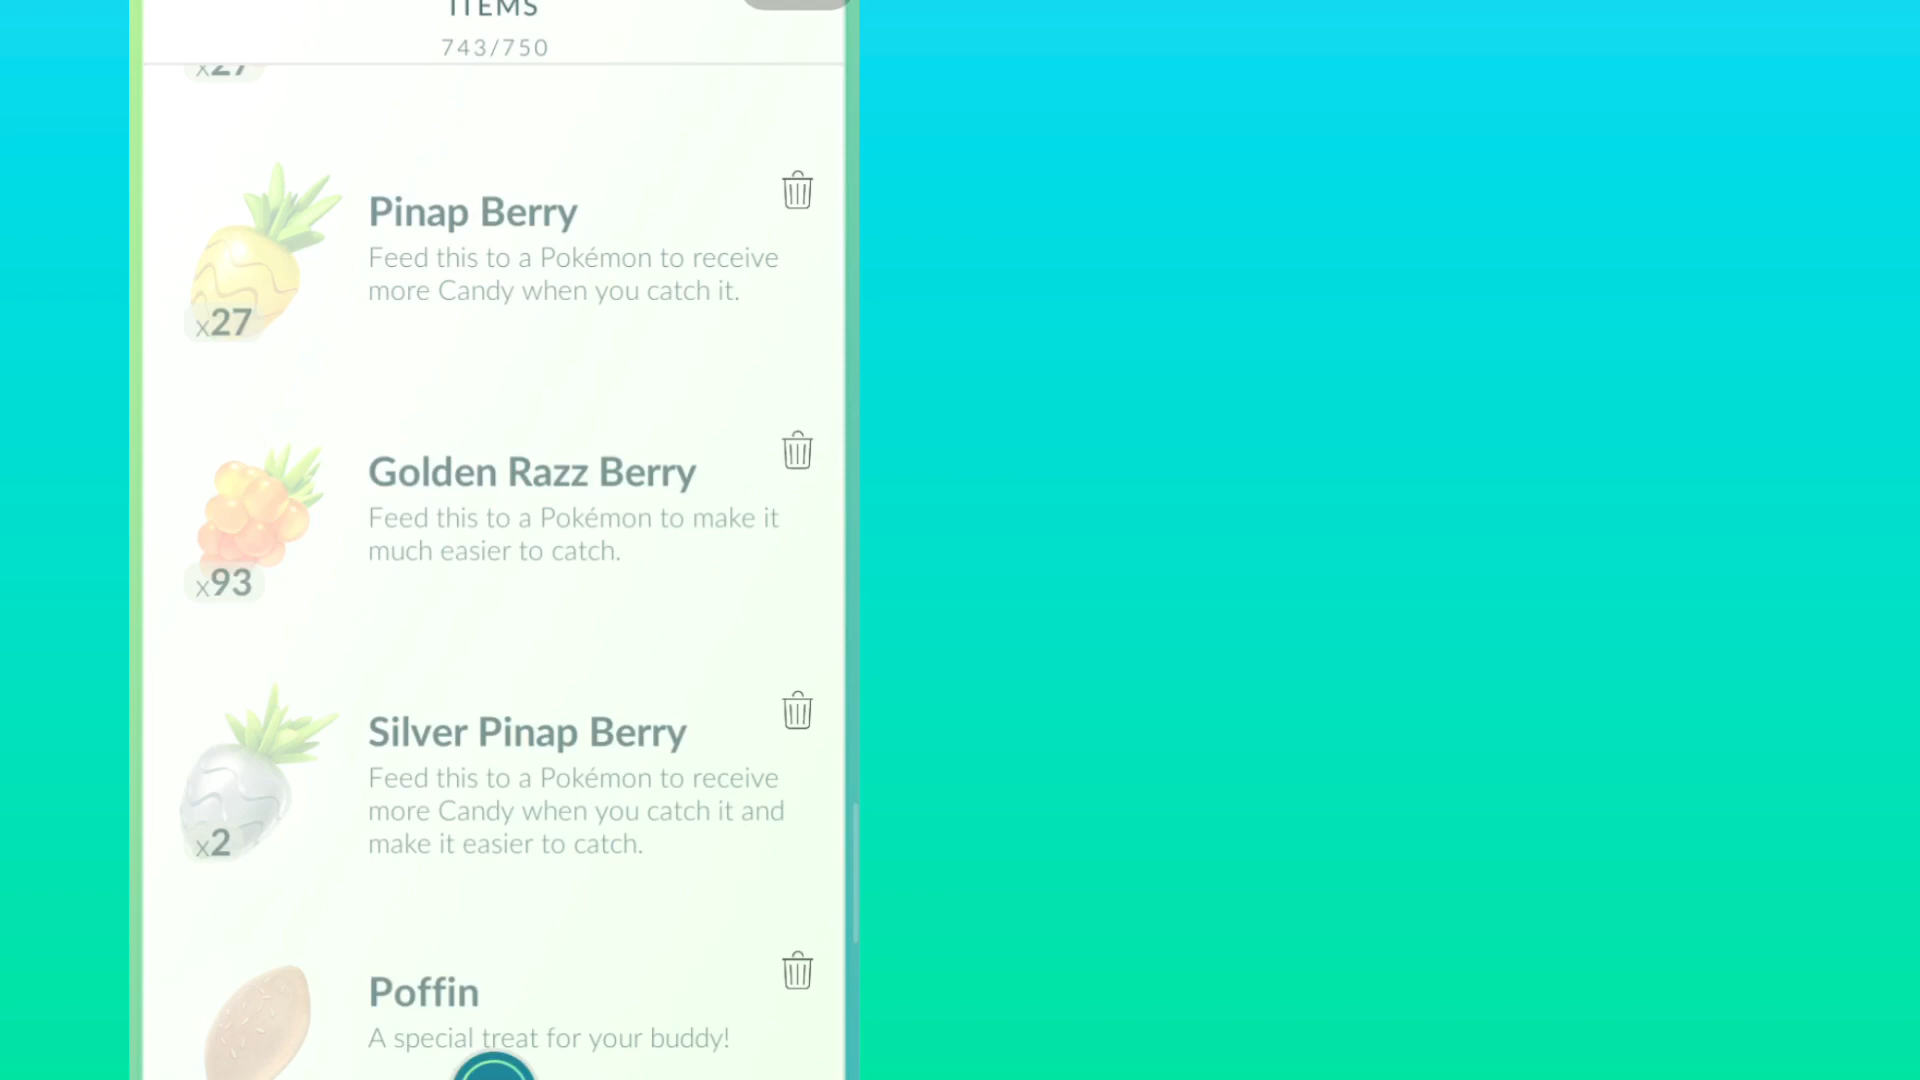 ITEMS
743/750
x27
Pinap Berry
Feed this to a Pokémon to receive
more Candy when you catch it.
x27
Golden Razz Berry
Feed this to a Pokémon to make it
much easier to catch.
x93
Silver Pinap Berry
Feed this to a Pokémon to receive
more Candy when you catch it and
make it easier to catch.
x2
Poffin
A special treat for your buddy!